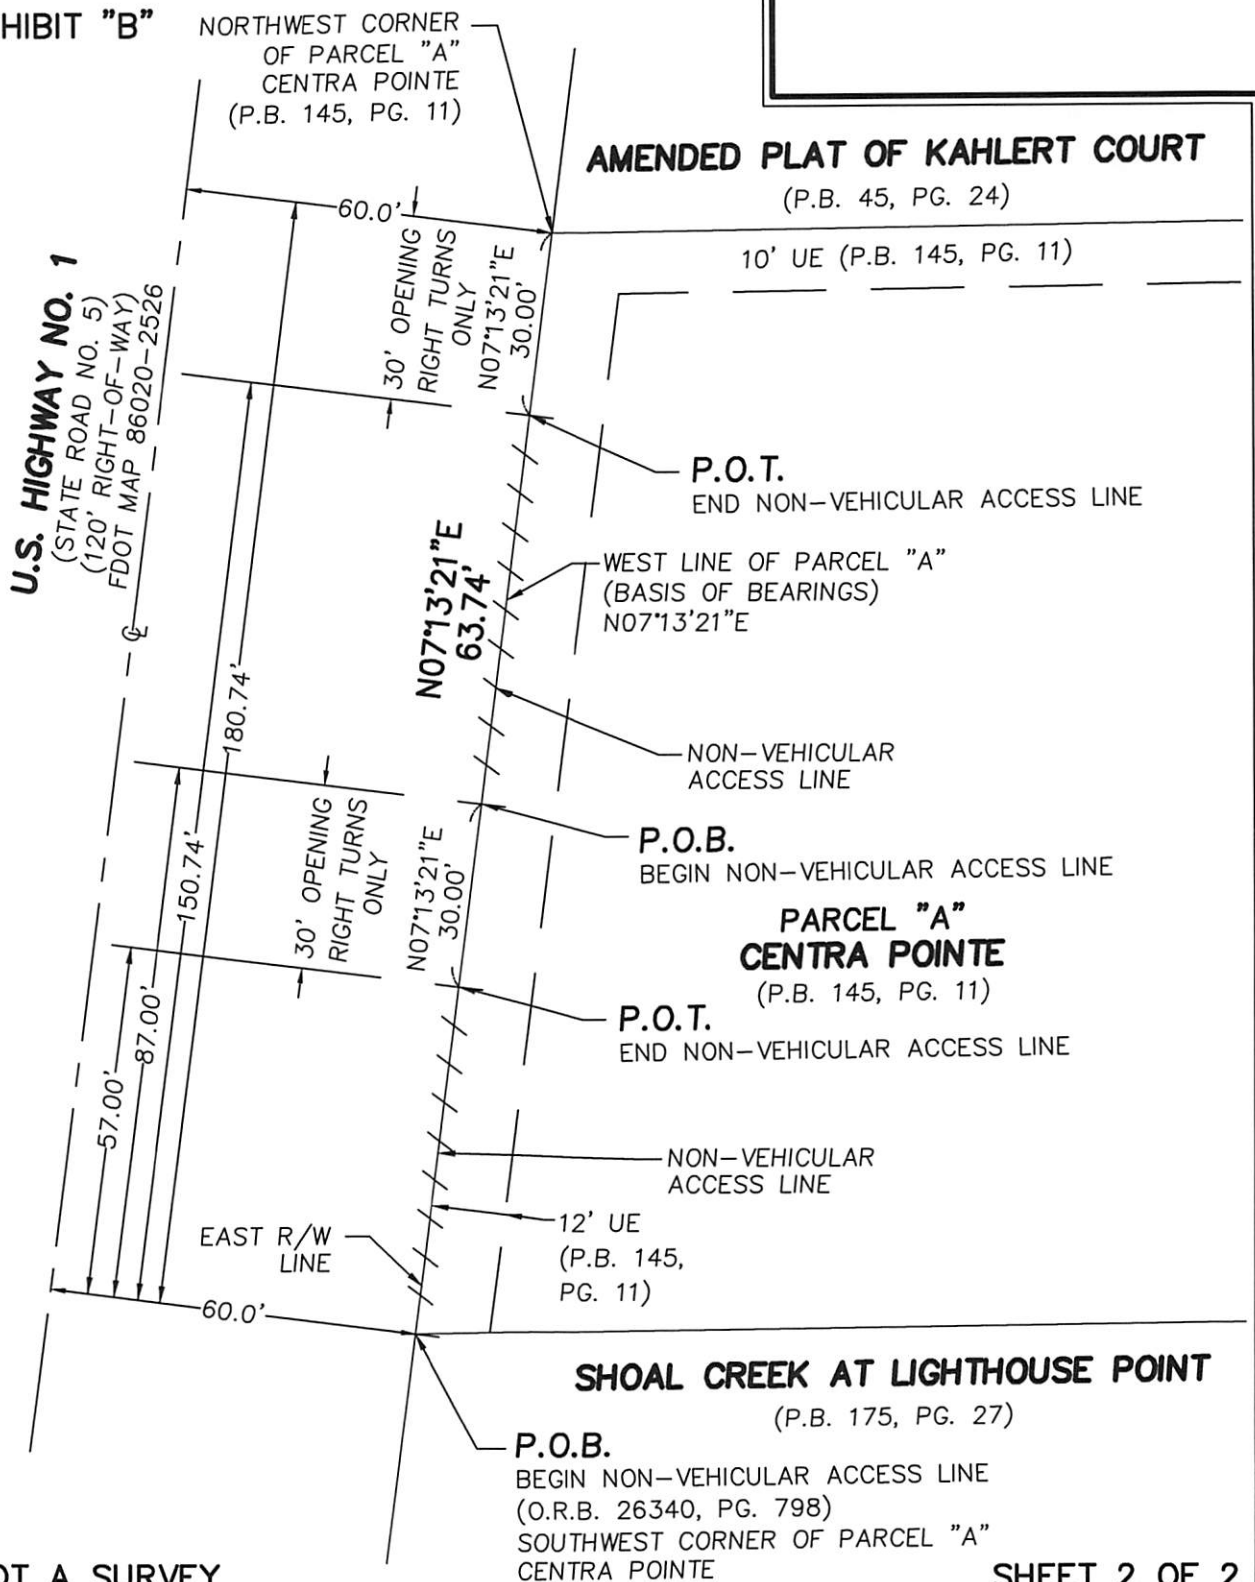 HIBIT "B"
NORTHWEST CORNER
OF PARCEL "A"
CENTRA POINTE
(P.B. 145, PG. 11)
AMENDED PLAT OF KAHLERT COURT
(P.B. 45, PG. 24)
10' UE (P.B. 145, PG. 11)
60.0'
30' OPENING
RIGHT TURNS
ONLY
N07°13'21"E
30.00'
U.S. HIGHWAY NO. 1
(STATE ROAD NO. 5)
(120' RIGHT-OF-WAY)
FDOT MAP 86020-2526
℄
P.O.T.
END NON-VEHICULAR ACCESS LINE
WEST LINE OF PARCEL "A"
(BASIS OF BEARINGS)
N07°13'21"E
N07°13'21"E
63.74'
180.74'
NON-VEHICULAR
ACCESS LINE
P.O.B.
BEGIN NON-VEHICULAR ACCESS LINE
30' OPENING
RIGHT TURNS
ONLY
N07°13'21"E
30.00'
150.74'
87.00'
57.00'
PARCEL "A"
CENTRA POINTE
(P.B. 145, PG. 11)
P.O.T.
END NON-VEHICULAR ACCESS LINE
NON-VEHICULAR
ACCESS LINE
EAST R/W
LINE
12' UE
(P.B. 145,
PG. 11)
60.0'
SHOAL CREEK AT LIGHTHOUSE POINT
(P.B. 175, PG. 27)
P.O.B.
BEGIN NON-VEHICULAR ACCESS LINE
(O.R.B. 26340, PG. 798)
SOUTHWEST CORNER OF PARCEL "A"
CENTRA POINTE
OT A SURVEY
SHEET 2 OF 2